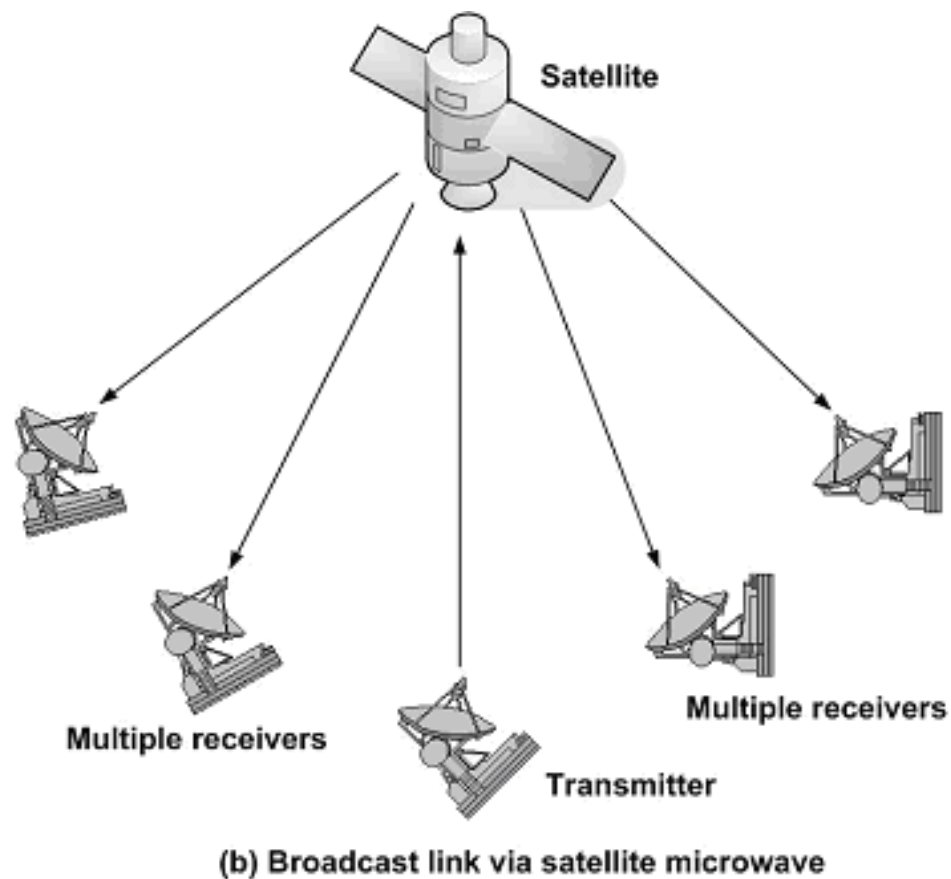 Satellite
Multiple receivers
Multiple receivers
Transmitter
(b) Broadcast link via satellite microwave